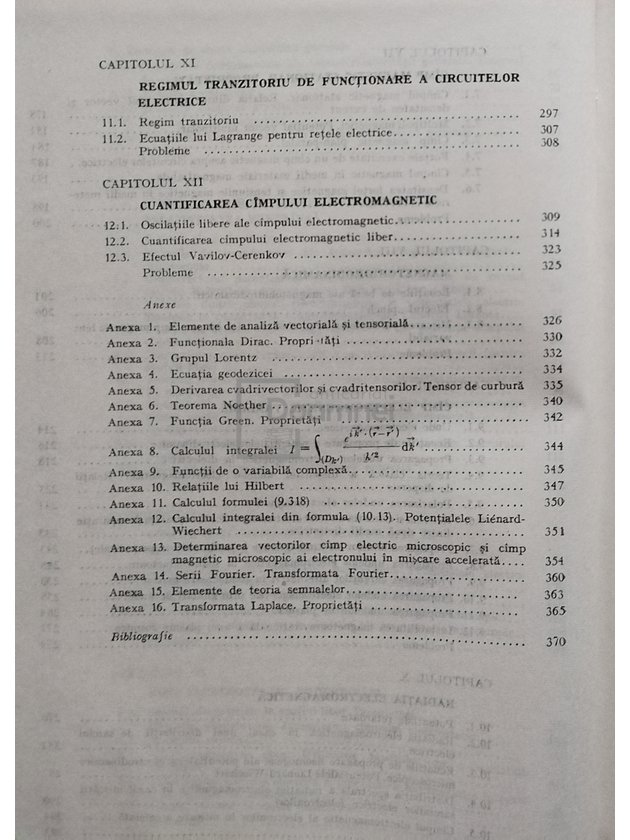 CAPITOLUL XI
REGIMUL TRANZITORIU DE FUNCȚIONARE A CIRCUITELOR
ELECTRICE
11.1. Regim tranzitoriu 297
11.2. Ecuațiile lui Lagrange pentru rețele electrice 307
Probleme 308
CAPITOLUL XII
CUANTIFICAREA CÎMPULUI ELECTROMAGNETIC
12.1. Oscilațiile libere ale cîmpului electromagnetic 309
12.2. Cuantificarea cîmpului electromagnetic liber 314
12.3. Efectul Vavilov-Cerenkov 323
Probleme 325
Anexe
Anexa 1. Elemente de analiză vectorială și tensorială 326
Anexa 2. Funcționala Dirac. Proprietăți 330
Anexa 3. Grupul Lorentz 332
Anexa 4. Ecuația geodezicei 334
Anexa 5. Derivarea cvadrivectorilor și cvadritensorilor. Tensor de curbură 335
Anexa 6. Teorema Noether 340
Anexa 7. Funcția Green. Proprietăți 342
Anexa 8. Calculul integralei I = ∫(Dk') e^{i k⃗'·(r⃗−r⃗')} / k'² dk⃗' 344
Anexa 9. Funcții de o variabilă complexă 345
Anexa 10. Relațiile lui Hilbert 347
Anexa 11. Calculul formulei (9.318) 350
Anexa 12. Calculul integralei din formula (10.13). Potențialele Liénard-
Wiechert 351
Anexa 13. Determinarea vectorilor cîmp electric microscopic și cîmp
magnetic microscopic ai electronului în mișcare accelerată 354
Anexa 14. Serii Fourier. Transformata Fourier 360
Anexa 15. Elemente de teoria semnalelor 363
Anexa 16. Transformata Laplace. Proprietăți 365
Bibliografie 370